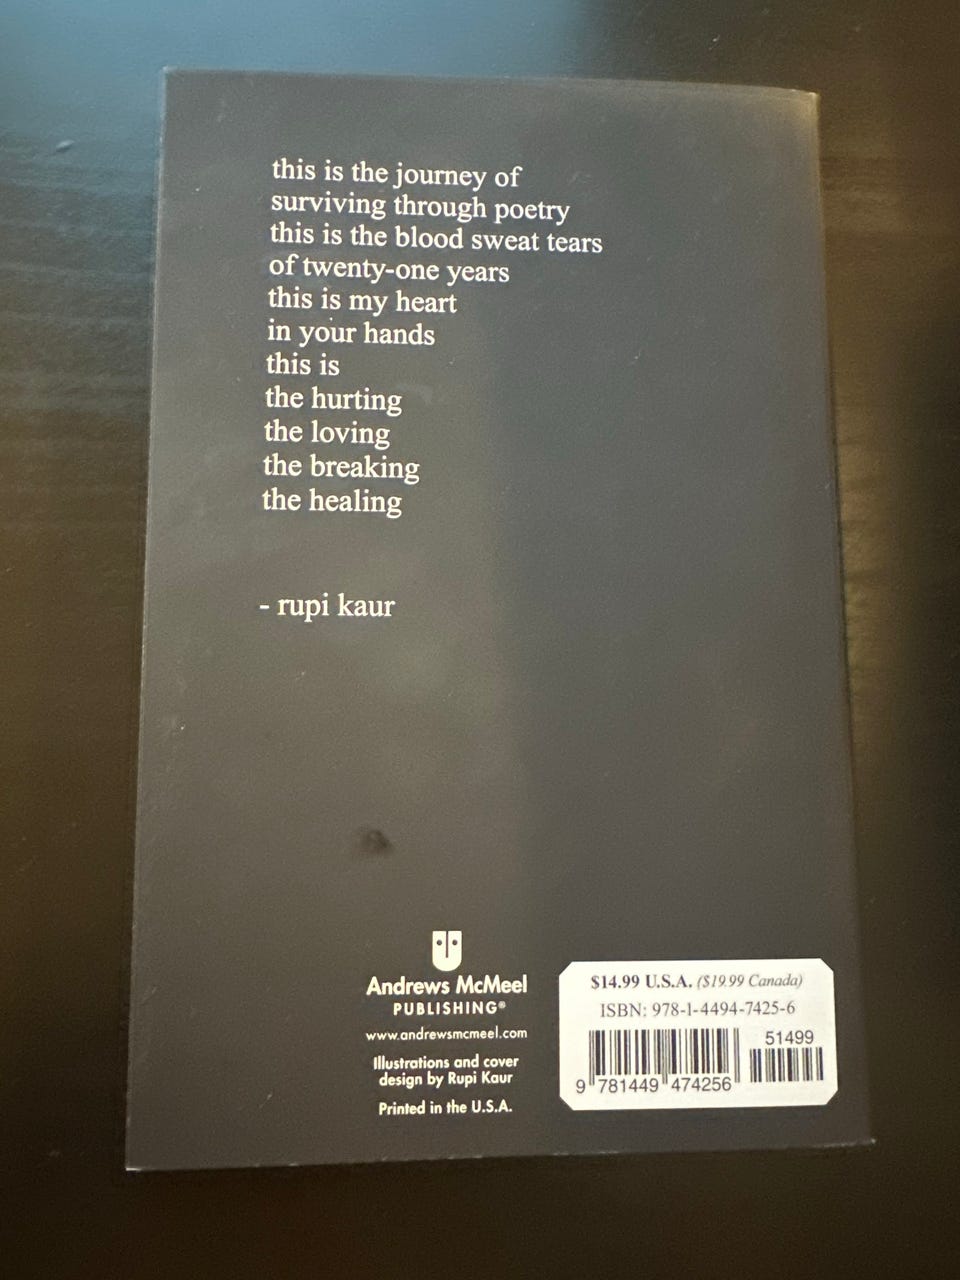 this is the journey of
surviving through poetry
this is the blood sweat tears
of twenty-one years
this is my heart
in your hands
this is
the hurting
the loving
the breaking
the healing
- rupi kaur
Andrews McMeel
PUBLISHING®
www.andrewsmcmeel.com
Illustrations and cover
design by Rupi Kaur
Printed in the U.S.A.
$14.99 U.S.A. ($19.99 Canada)
ISBN: 978-1-4494-7425-6
51499
9 781449 474256